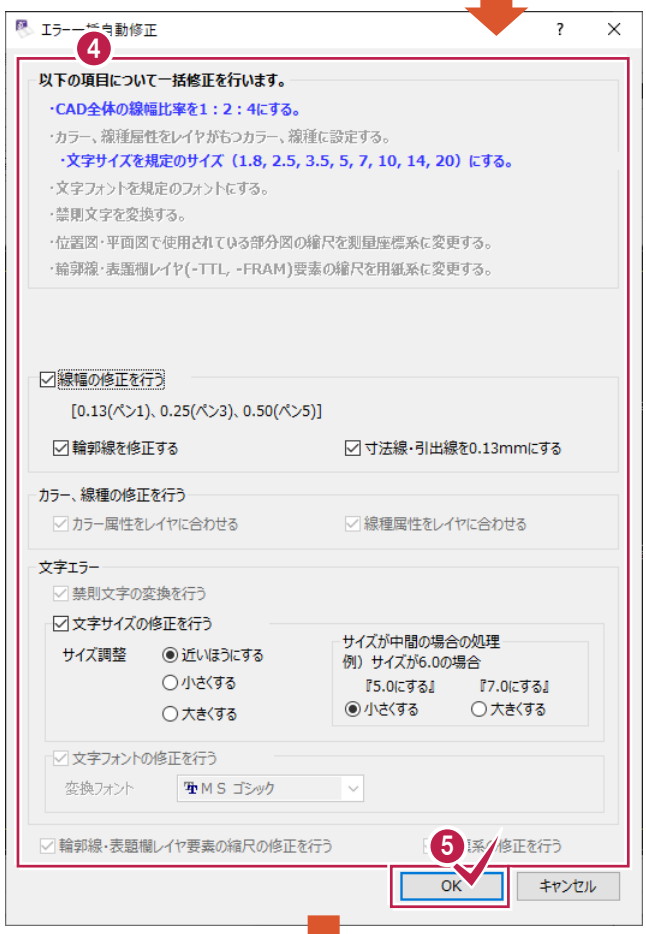 エラー一括自動修正
4
以下の項目について一括修正を行います。
・CAD全体の線幅比率を1：2：4にする。
・カラー、線種属性をレイヤがもつカラー、線種に設定する。
・文字サイズを規定のサイズ（1.8, 2.5, 3.5, 5, 7, 10, 14, 20）にする。
・文字フォントを規定のフォントにする。
・禁則文字を変換する。
・位置図・平面図で使用されている部分図の縮尺を測量座標系に変更する。
・輪郭線・表題欄レイヤ(-TTL, -FRAM)要素の縮尺を用紙系に変更する。
線幅の修正を行う
[0.13(ペン1)、0.25(ペン3)、0.50(ペン5)]
輪郭線を修正する 寸法線・引出線を0.13mmにする
カラー、線種の修正を行う
カラー属性をレイヤに合わせる 線種属性をレイヤに合わせる
文字エラー
禁則文字の変換を行う
文字サイズの修正を行う
サイズ調整 近いほうにする
小さくする
大きくする
サイズが中間の場合の処理
例）サイズが6.0の場合
『5.0にする』 『7.0にする』
小さくする 大きくする
文字フォントの修正を行う
変換フォント ＭＳ ゴシック
輪郭線・表題欄レイヤ要素の縮尺の修正を行う 系の修正を行う
5
OK キャンセル